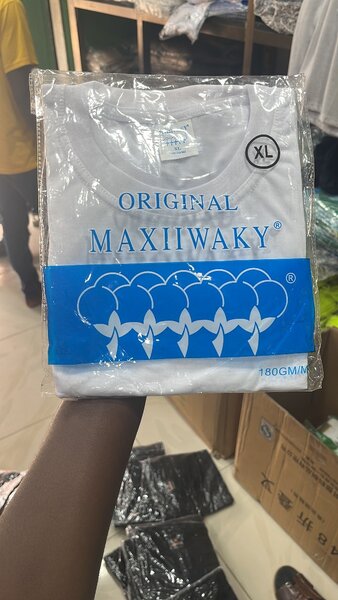 XL
ORIGINAL
MAXIIWAKY®
®
180GM/M